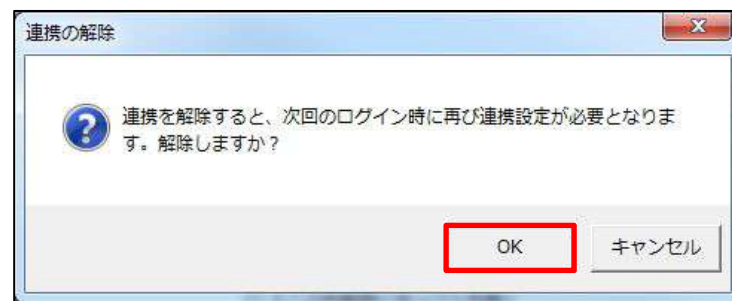 連携の解除
連携を解除すると、次回のログイン時に再び連携設定が必要となりま
す。解除しますか？
OK
キャンセル